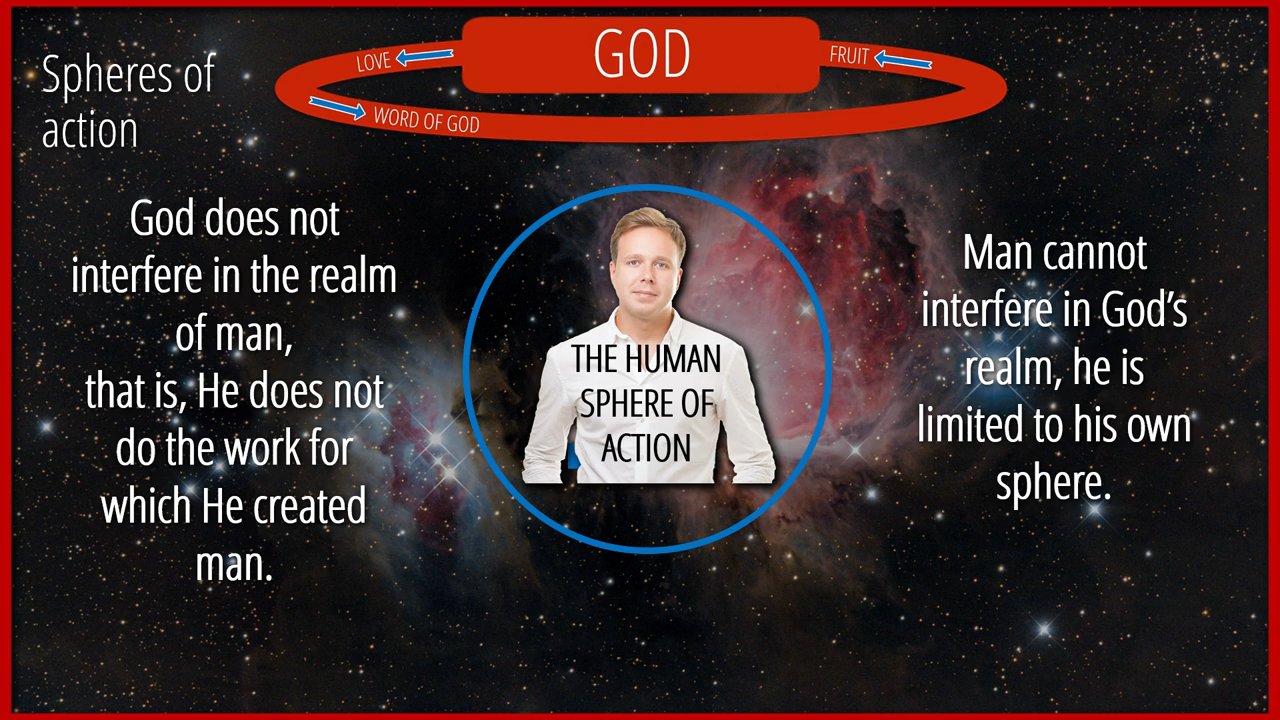 Spheres of
action
GOD
LOVE
FRUIT
WORD OF GOD
God does not
interfere in the realm
of man,
that is, He does not
do the work for
which He created
man.
THE HUMAN
SPHERE OF
ACTION
Man cannot
interfere in God’s
realm, he is
limited to his own
sphere.